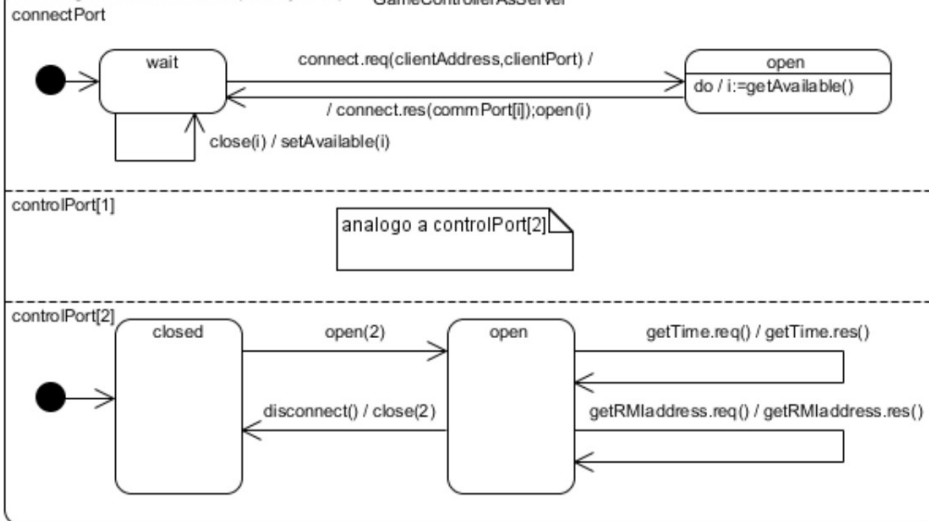 GameControllerAsServer
connectPort
wait
connect.req(clientAddress,clientPort) /
open
do / i:=getAvailable()
/ connect.res(commPort[i]);open(i)
close(i) / setAvailable(i)
controlPort[1]
analogo a controlPort[2]
controlPort[2]
closed
open(2)
open
getTime.req() / getTime.res()
disconnect() / close(2)
getRMIaddress.req() / getRMIaddress.res()